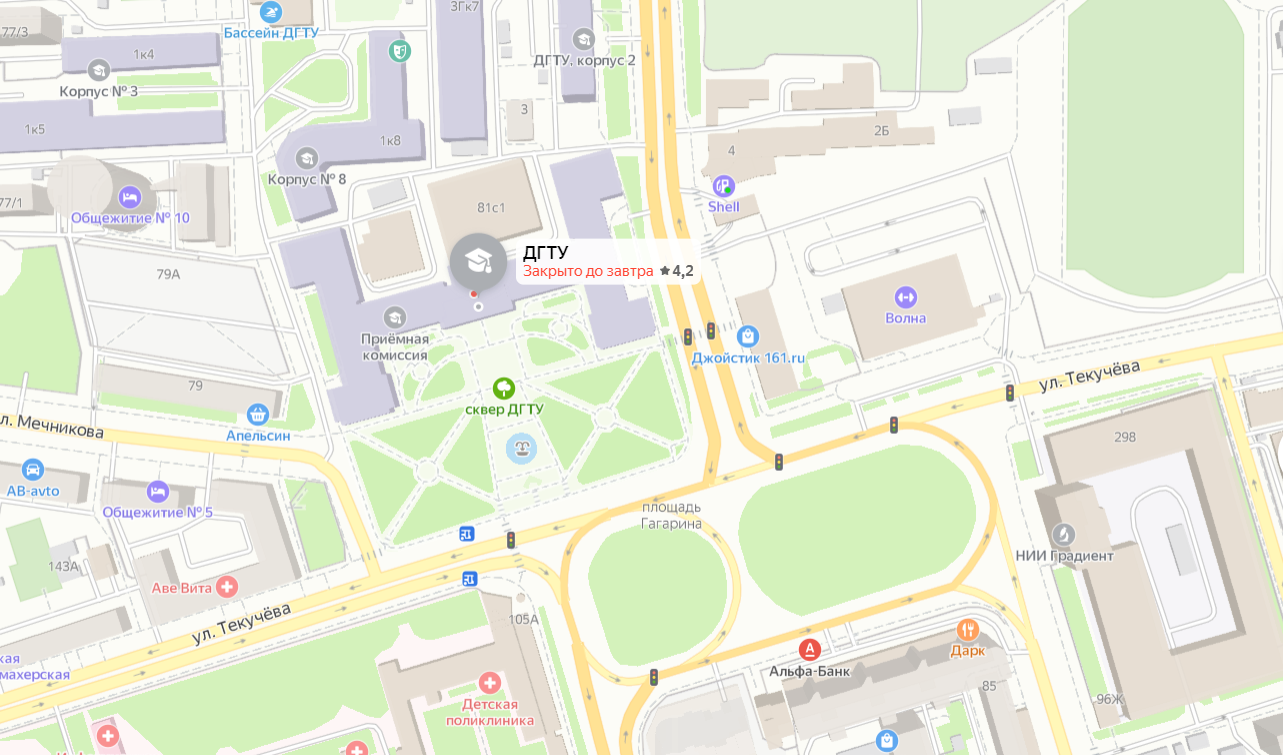 77/3
Бассейн ДГТУ
3Гк7
1к4
Корпус № 3
ДГТУ, корпус 2
1к5
3
1к8
2Б
4
Корпус № 8
77/1
Общежитие № 10
81с1
Shell
79А
ДГТУ
Закрыто до завтра ★4,2
Волна
Приёмная
комиссия
Джойстик 161.ru
79
ул. Текучёва
сквер ДГТУ
л. Мечникова
Апельсин
298
AB-avto
Общежитие № 5
площадь
Гагарина
НИИ Градиент
143А
Аве Вита
ул. Текучёва
105А
Дарк
Альфа-Банк
кая
махерская
85
96Ж
Детская
поликлиника